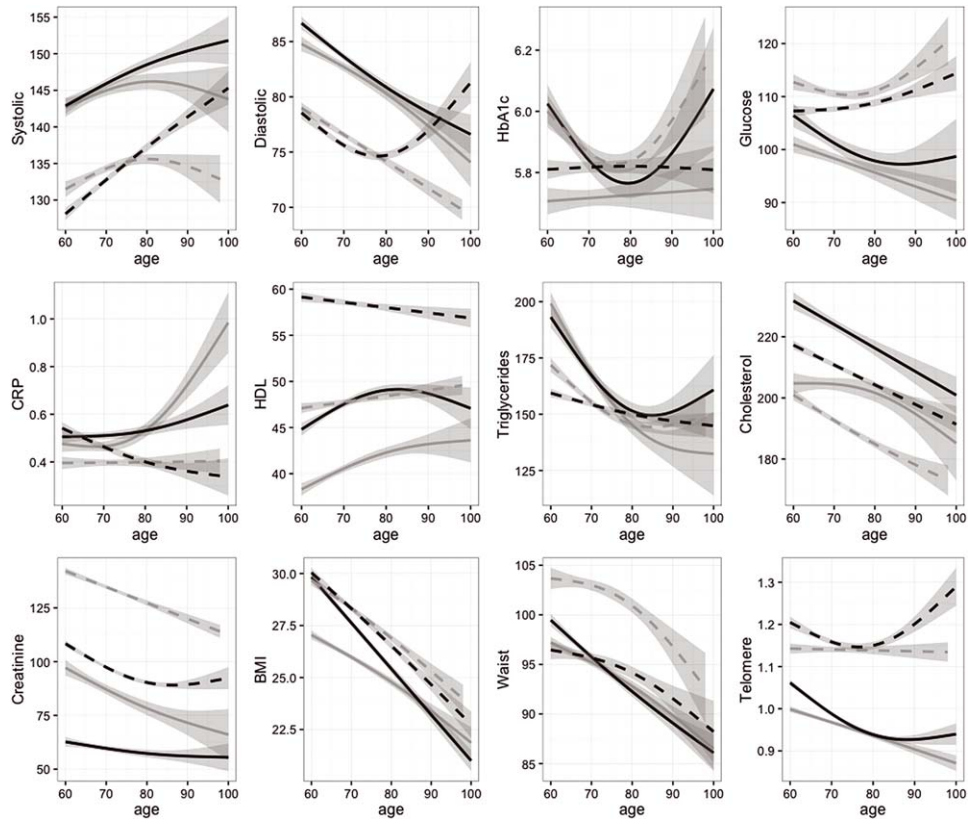 Systolic
155
150
145
140
135
130
60 70 80 90 100
age
Diastolic
85
80
75
70
60 70 80 90 100
age
HbA1c
6.2
6.0
5.8
60 70 80 90 100
age
Glucose
120
110
100
90
60 70 80 90 100
age
CRP
1.0
0.8
0.6
0.4
60 70 80 90 100
age
HDL
60
55
50
45
40
60 70 80 90 100
age
Triglycerides
200
175
150
125
60 70 80 90 100
age
Cholesterol
220
200
180
60 70 80 90 100
age
Creatinine
125
100
75
50
60 70 80 90 100
age
BMI
30.0
27.5
25.0
22.5
60 70 80 90 100
age
Waist
105
100
95
90
85
60 70 80 90 100
age
Telomere
1.3
1.2
1.1
1.0
0.9
60 70 80 90 100
age